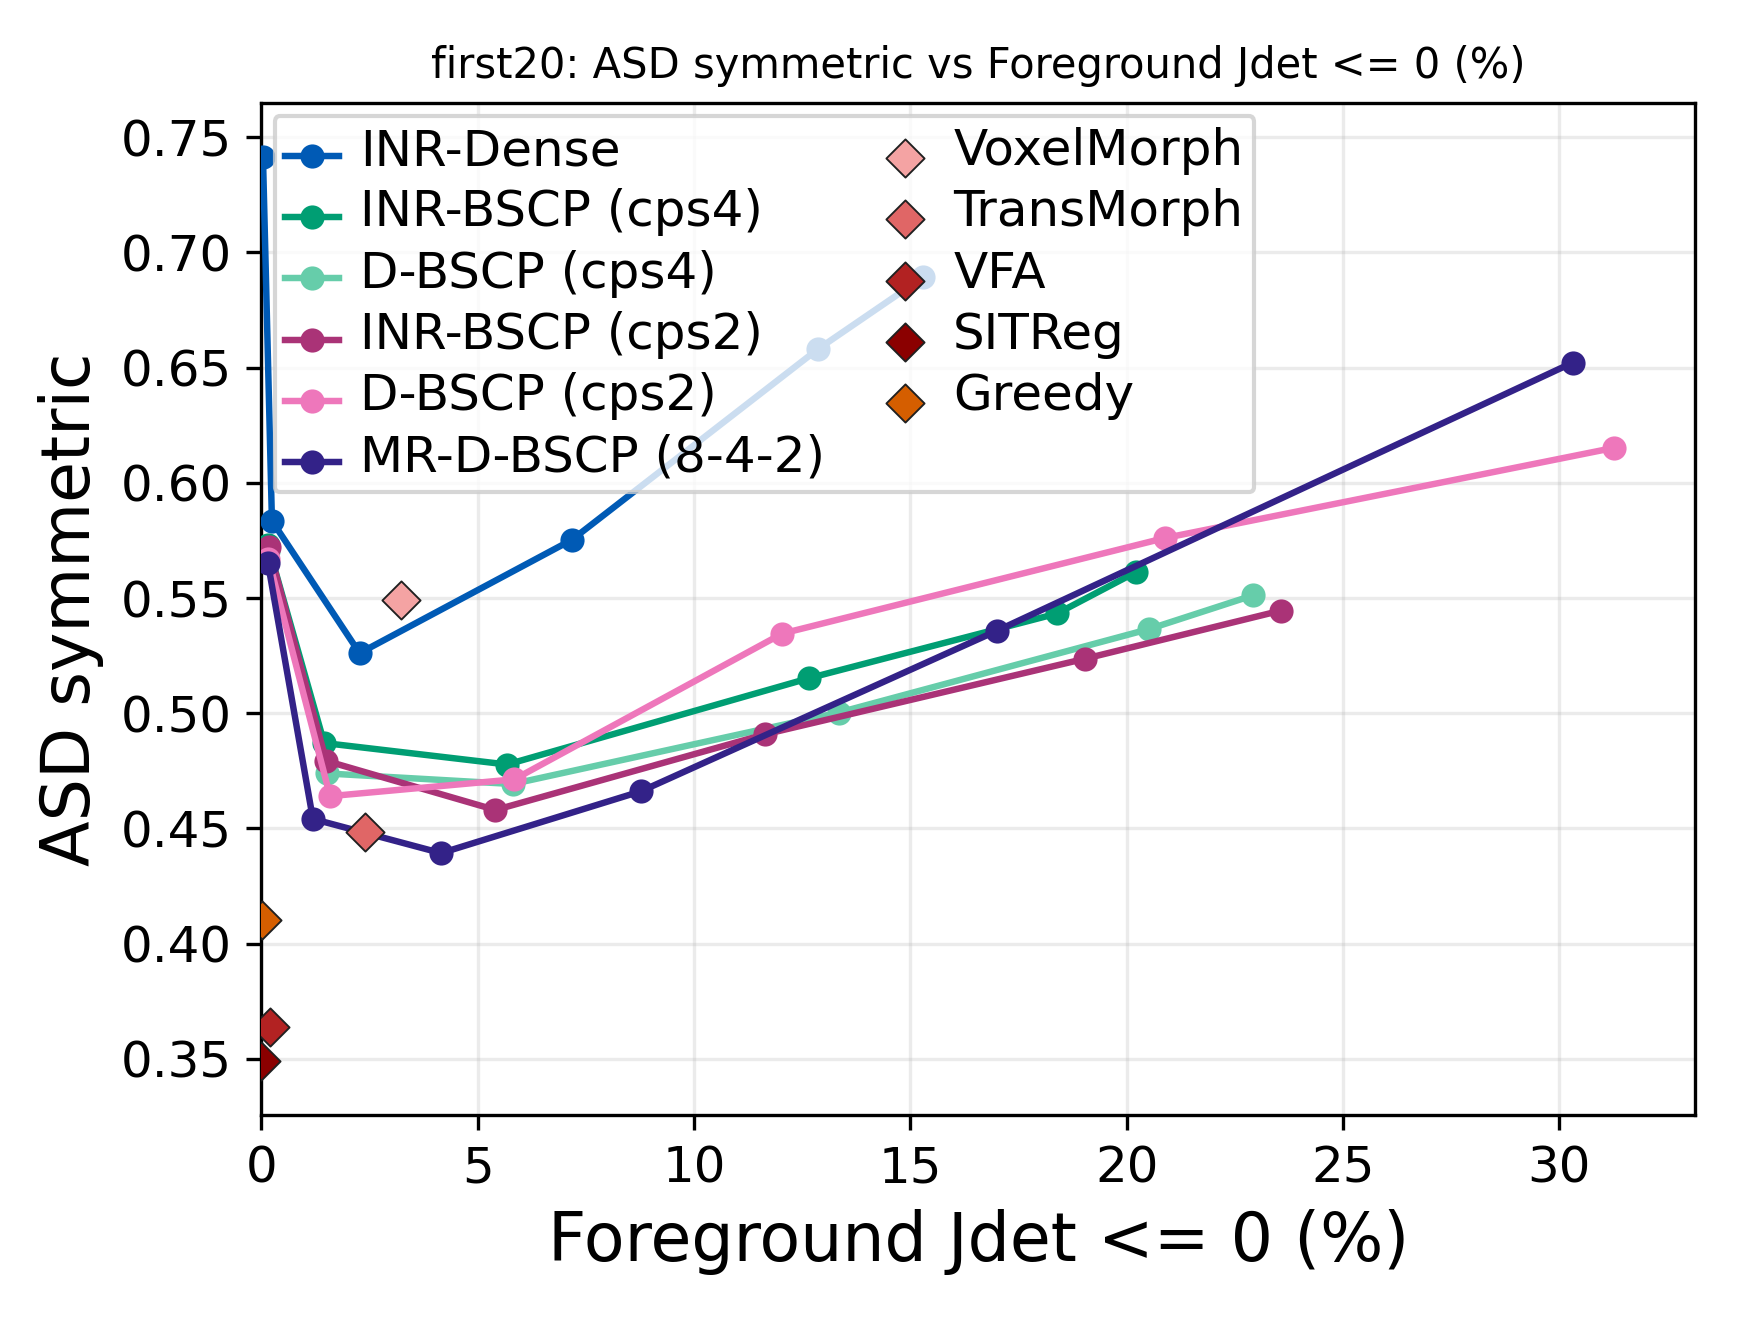 first20: ASD symmetric vs Foreground Jdet <= 0 (%)
0.75
0.70
0.65
0.60
0.55
0.50
0.45
0.40
0.35
ASD symmetric
INR-Dense
INR-BSCP (cps4)
D-BSCP (cps4)
INR-BSCP (cps2)
D-BSCP (cps2)
MR-D-BSCP (8-4-2)
VoxelMorph
TransMorph
VFA
SITReg
Greedy
0 5 10 15 20 25 30
Foreground Jdet <= 0 (%)